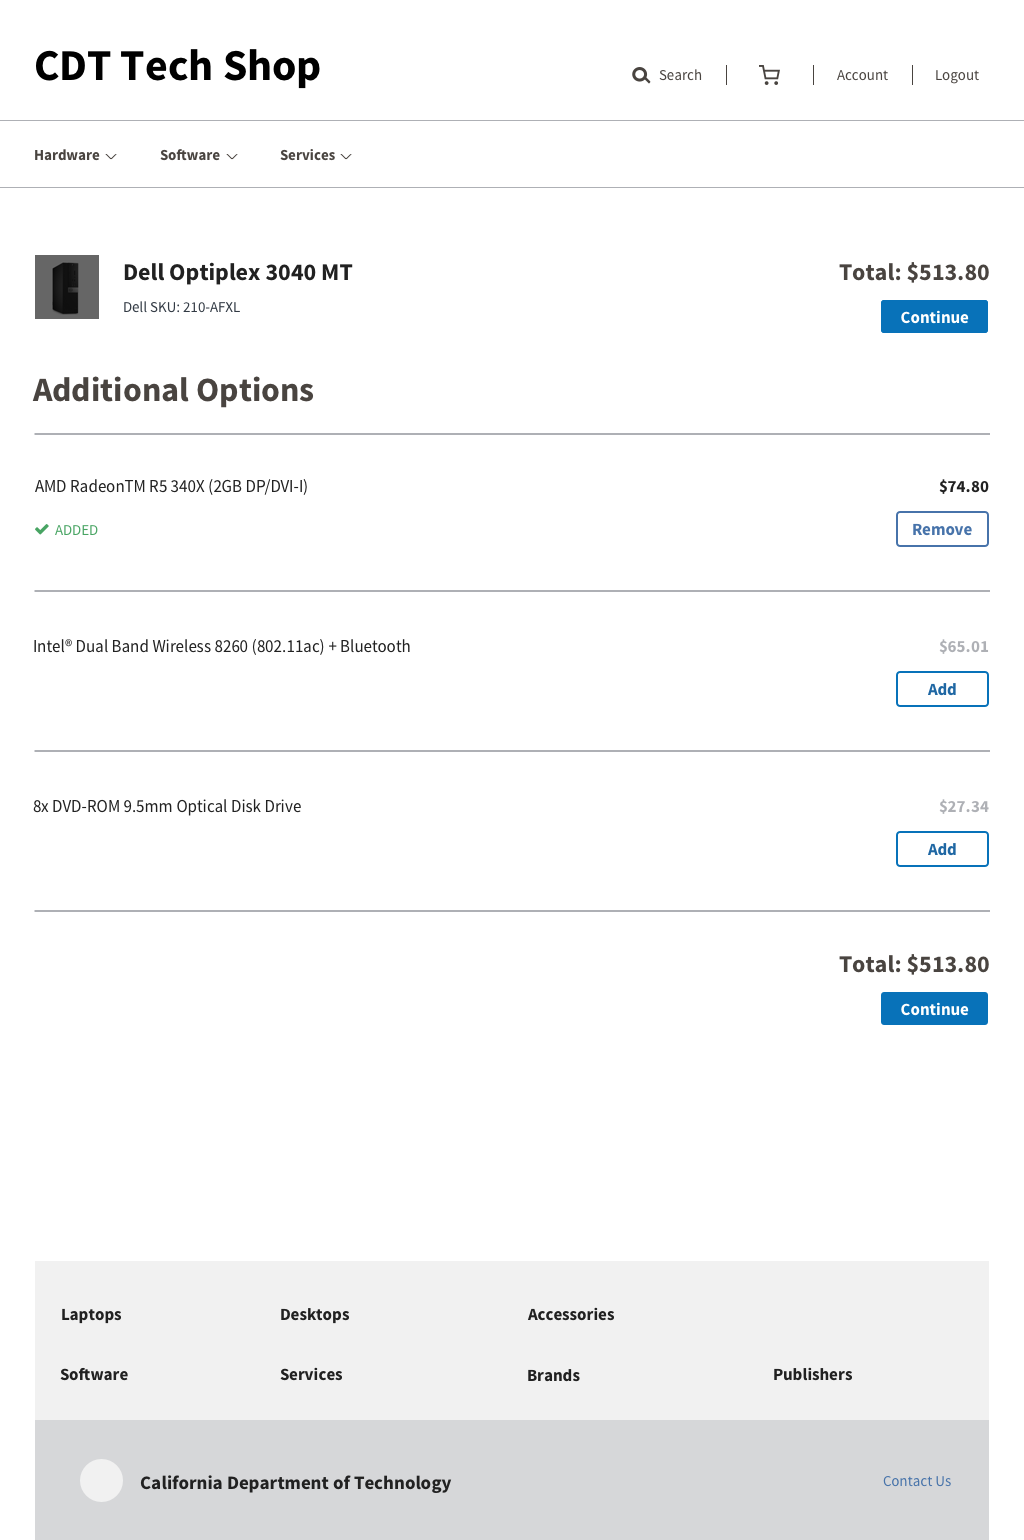 CDT Tech Shop
Search
Account
Logout
Hardware
Software
Services
Dell Optiplex 3040 MT
Total: $513.80
Dell SKU: 210-AFXL
Continue
Additional Options
AMD RadeonTM R5 340X (2GB DP/DVI-I)
$74.80
ADDED
Remove
Intel® Dual Band Wireless 8260 (802.11ac) + Bluetooth
$65.01
Add
8x DVD-ROM 9.5mm Optical Disk Drive
$27.34
Add
Total: $513.80
Continue
Laptops
Desktops
Accessories
Software
Services
Brands
Publishers
California Department of Technology
Contact Us